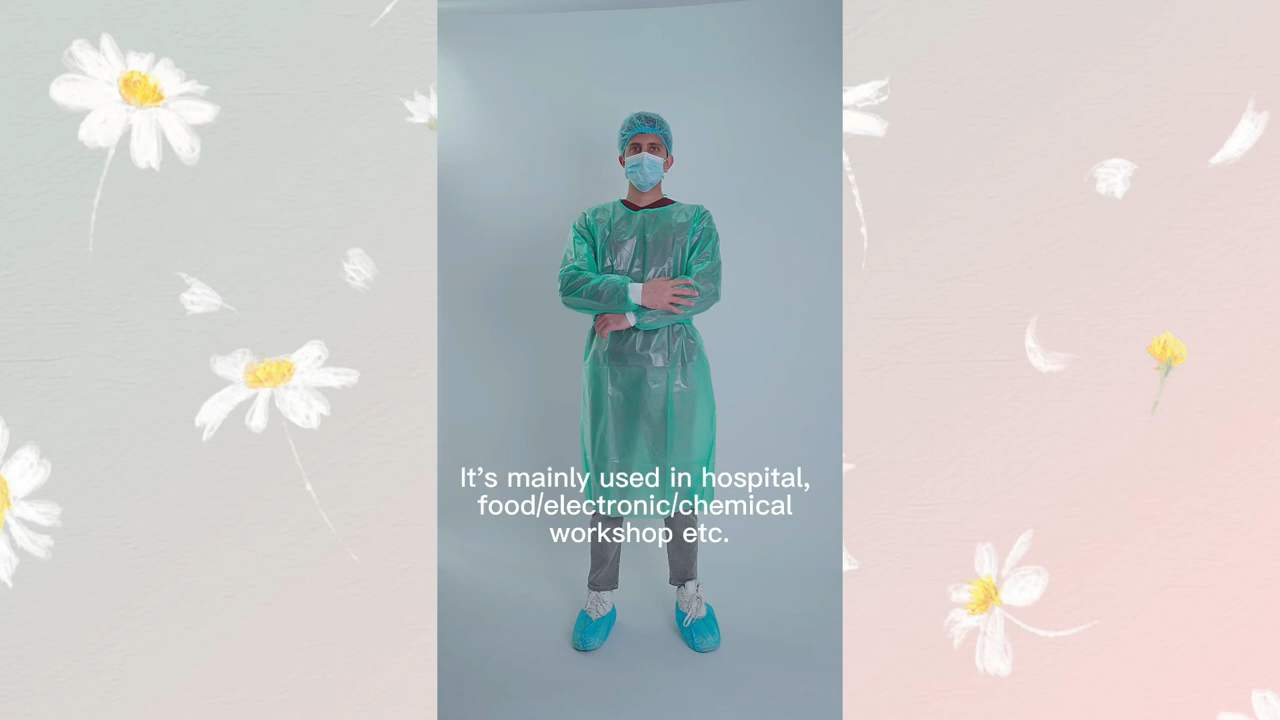 It’s mainly used in hospital,
food/electronic/chemical
workshop etc.